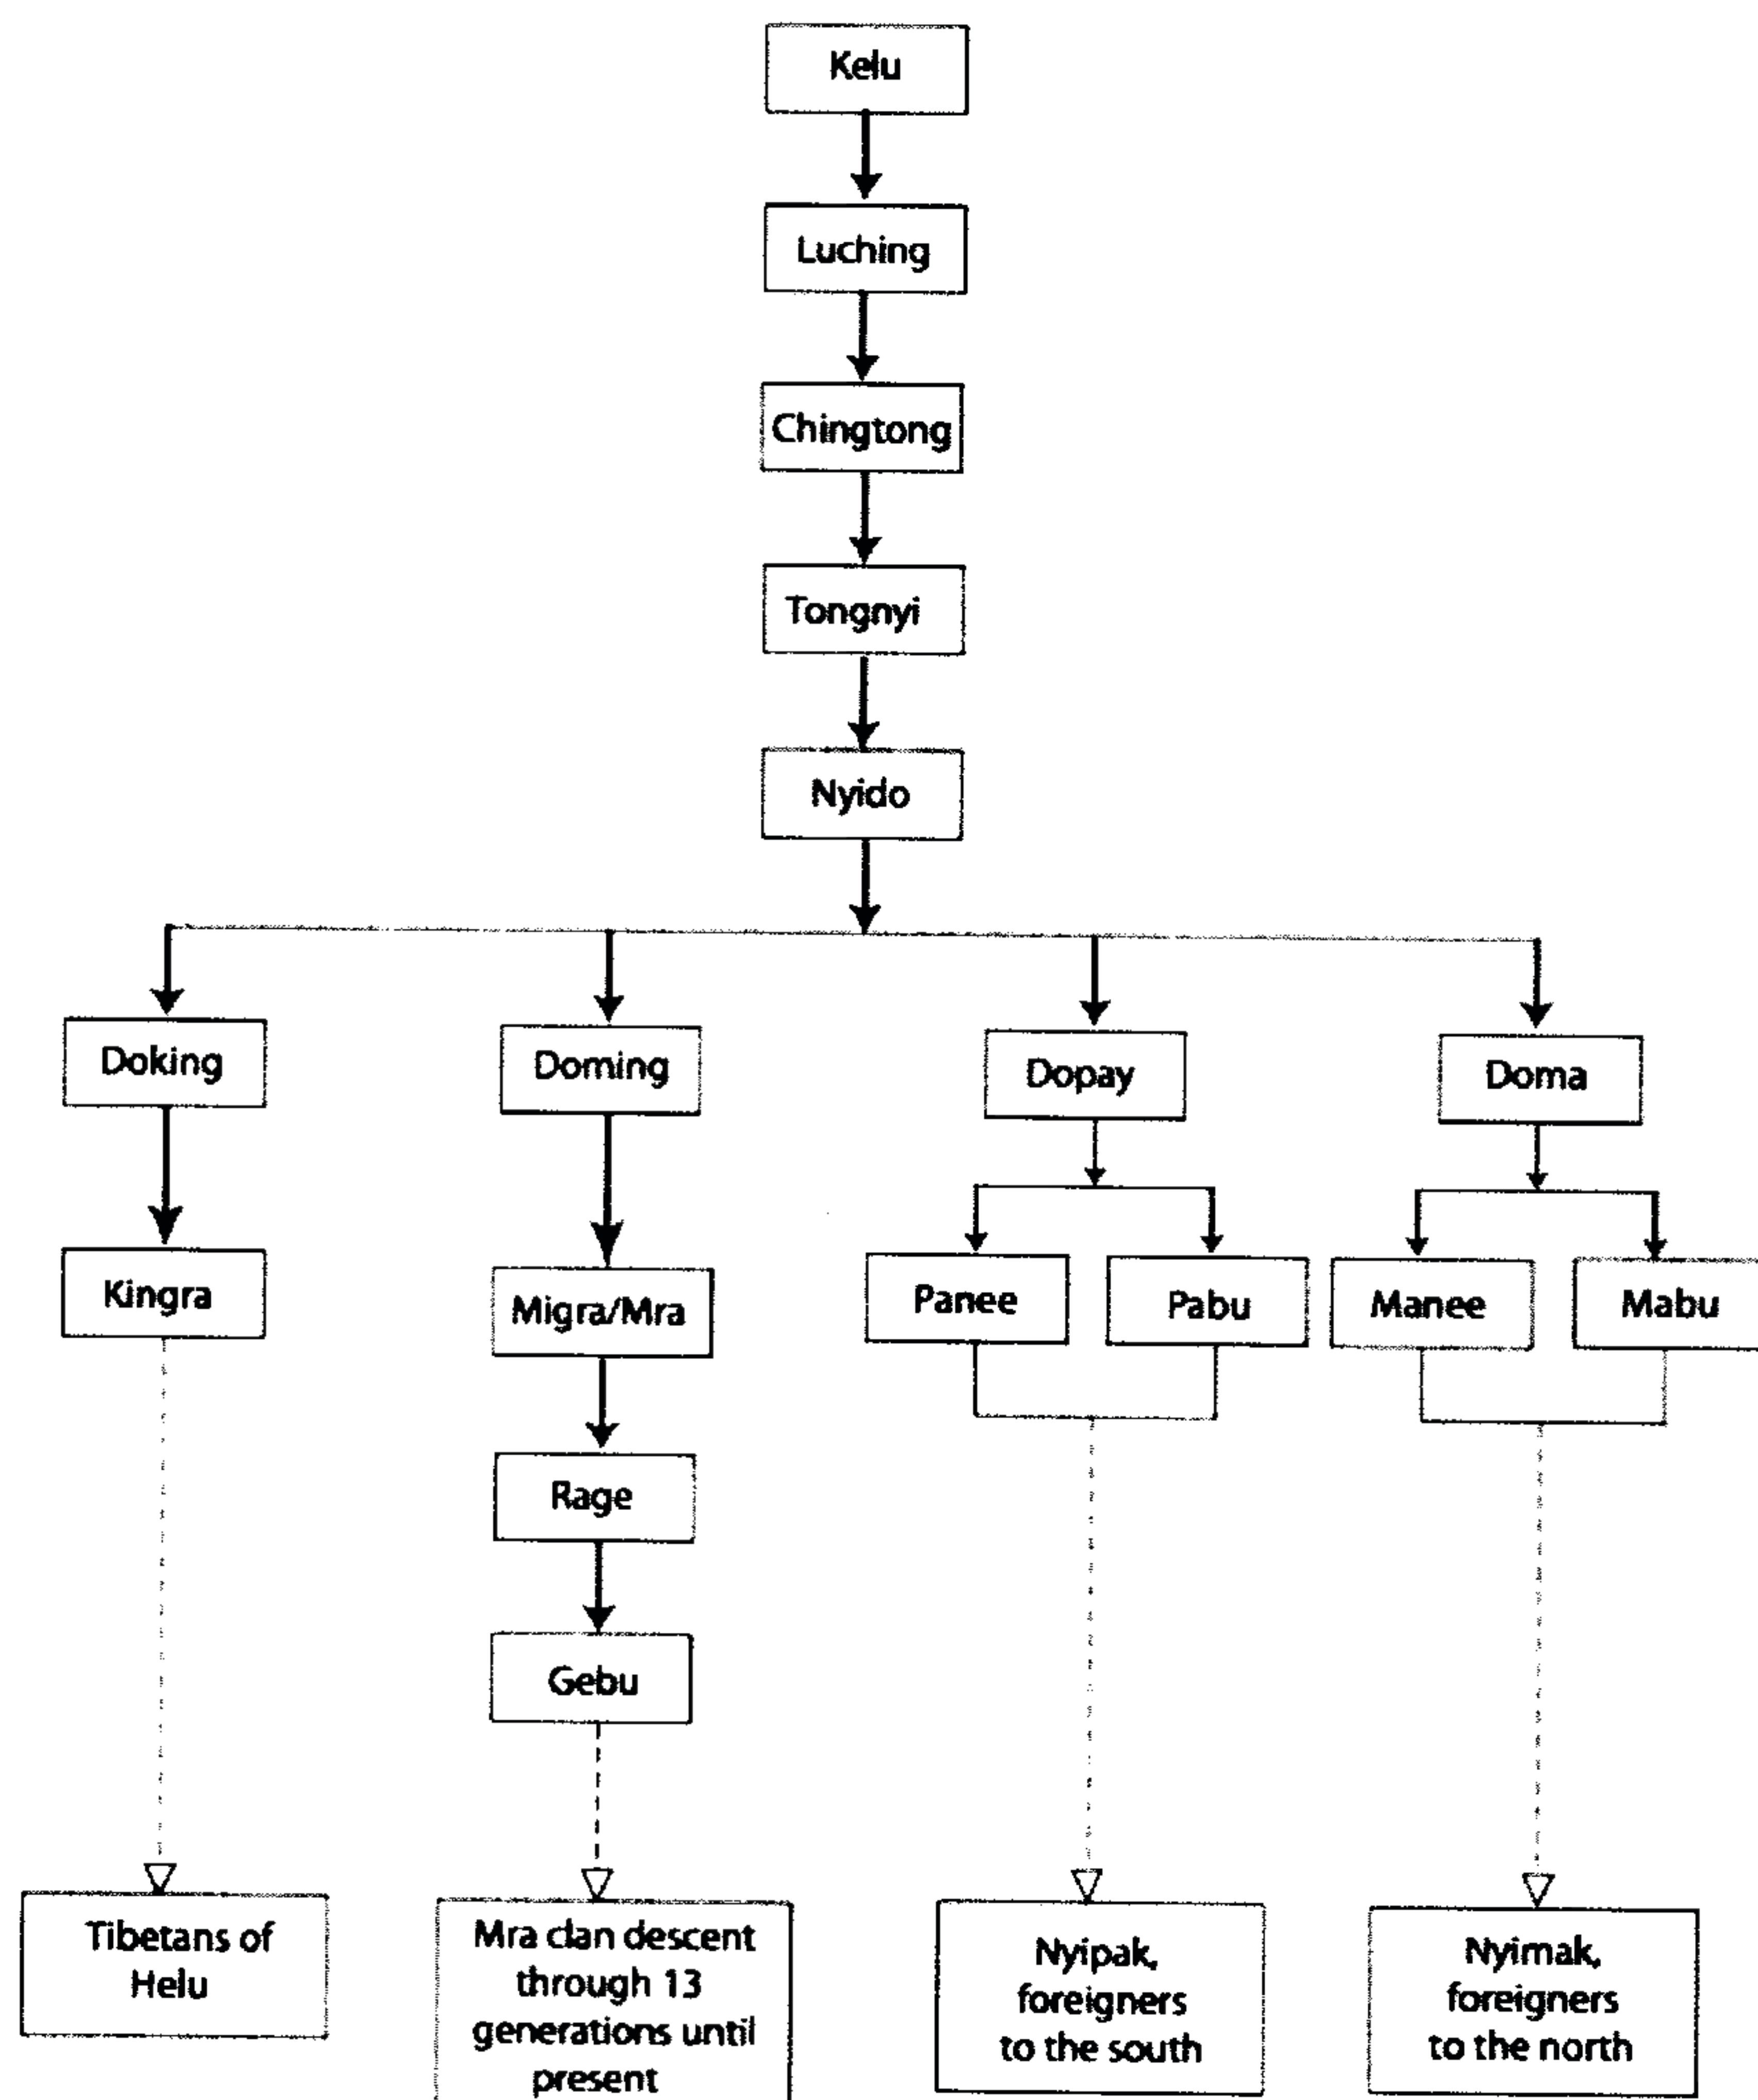 Kelu
Luching
Chingtong
Tongnyi
Nyido
Doking
Doming
Dopay
Doma
Kingra
Migra/Mra
Panee
Pabu
Manee
Mabu
Rage
Gebu
Tibetans of
Helu
Mra clan descent
through 13
generations until
present
Nyipak,
foreigners
to the south
Nyimak,
foreigners
to the north